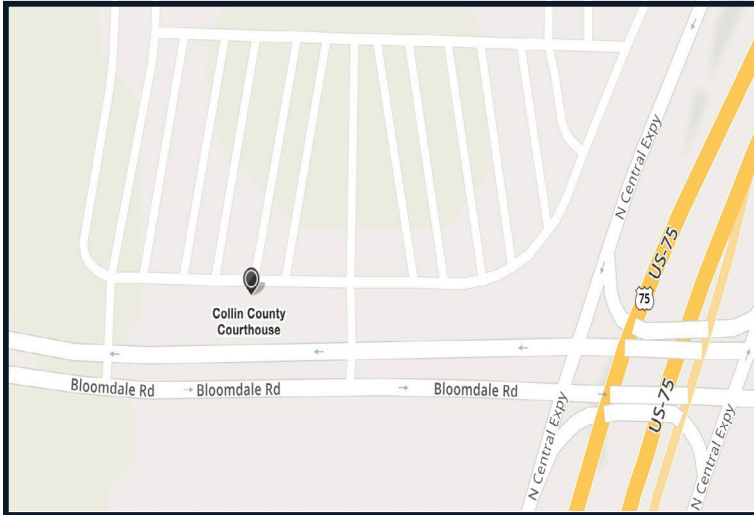 N Central Expy
US-75
75
Collin County
Courthouse
Bloomdale Rd
Bloomdale Rd
Bloomdale Rd
US-75
N Central Expy
N Central Expy